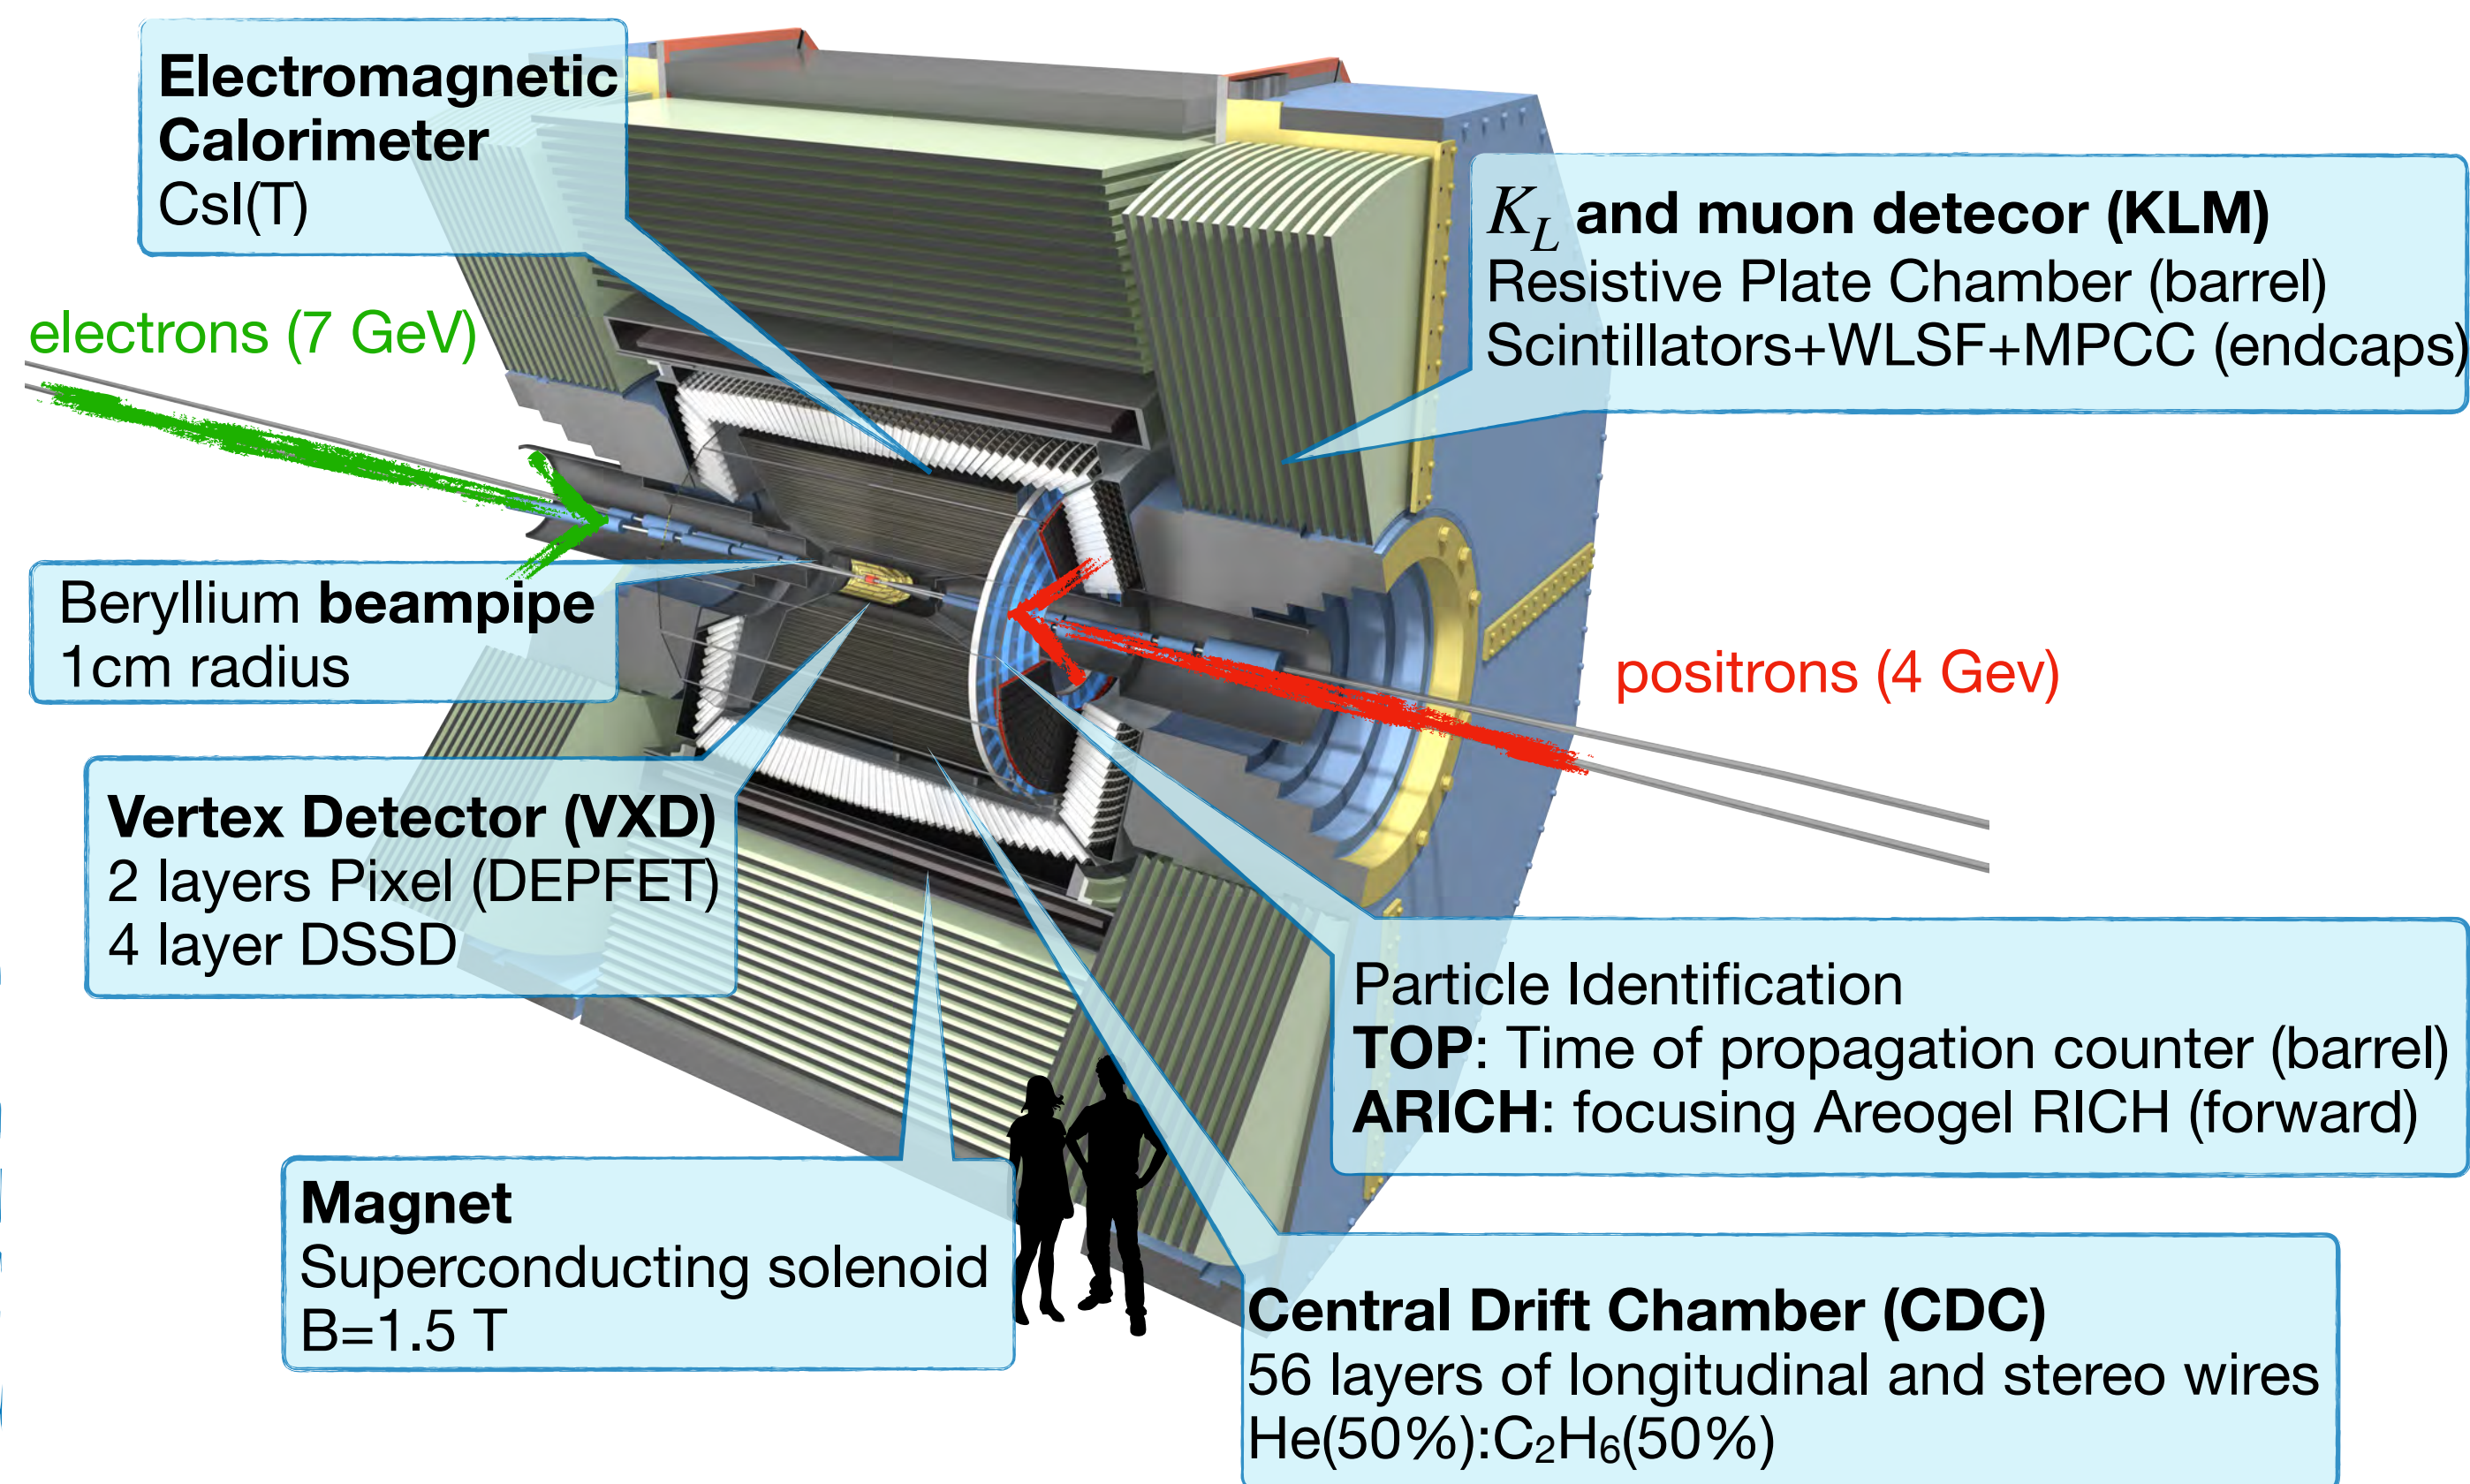 Electromagnetic
Calorimeter
CsI(T)
K_L and muon detecor (KLM)
Resistive Plate Chamber (barrel)
Scintillators+WLSF+MPCC (endcaps)
electrons (7 GeV)
Beryllium beampipe
1cm radius
positrons (4 Gev)
Vertex Detector (VXD)
2 layers Pixel (DEPFET)
4 layer DSSD
Particle Identification
TOP: Time of propagation counter (barrel)
ARICH: focusing Areogel RICH (forward)
Magnet
Superconducting solenoid
B=1.5 T
Central Drift Chamber (CDC)
56 layers of longitudinal and stereo wires
He(50%):C₂H₆(50%)